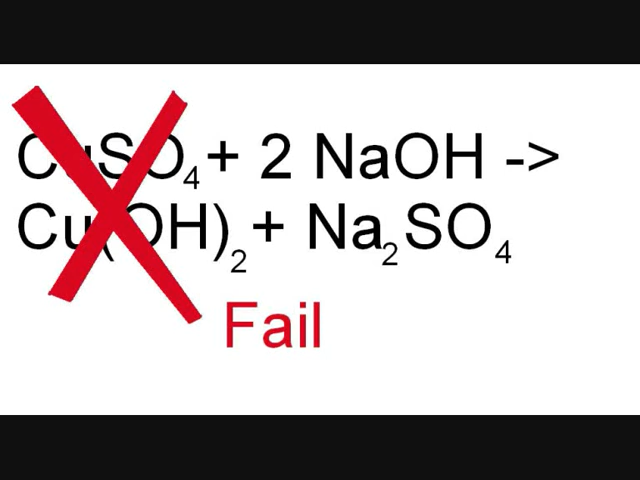 CuSO₄ + 2 NaOH ->
Cu(OH)₂ + Na₂SO₄
Fail